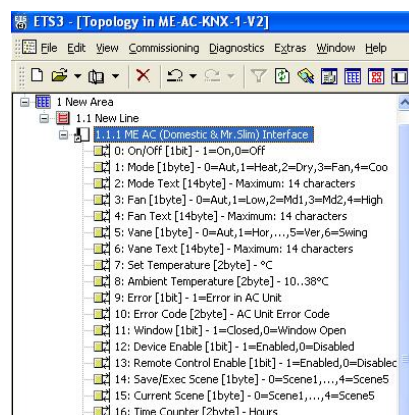 ETS3 - [Topology in ME-AC-KNX-1-V2]
File Edit View Commissioning Diagnostics Extras Window Help
1 New Area
1.1 New Line
1.1.1 ME AC (Domestic & Mr.Slim) Interface
0: On/Off [1bit] - 1=On,0=Off
1: Mode [1byte] - 0=Aut,1=Heat,2=Dry,3=Fan,4=Coo
2: Mode Text [14byte] - Maximum: 14 characters
3: Fan [1byte] - 0=Aut,1=Low,2=Md1,3=Md2,4=High
4: Fan Text [14byte] - Maximum: 14 characters
5: Vane [1byte] - 0=Aut,1=Hor,...,5=Ver,6=Swing
6: Vane Text [14byte] - Maximum: 14 characters
7: Set Temperature [2byte] - °C
8: Ambient Temperature [2byte] - 10..38°C
9: Error [1bit] - 1=Error in AC Unit
10: Error Code [2byte] - AC Unit Error Code
11: Window [1bit] - 1=Closed,0=Window Open
12: Device Enable [1bit] - 1=Enabled,0=Disabled
13: Remote Control Enable [1bit] - 1=Enabled,0=Disablec
14: Save/Exec Scene [1byte] - 0=Scene1,...,4=Scene5
15: Current Scene [1byte] - 0=Scene1,...,4=Scene5
16: Time Counter [2byte] - Hours